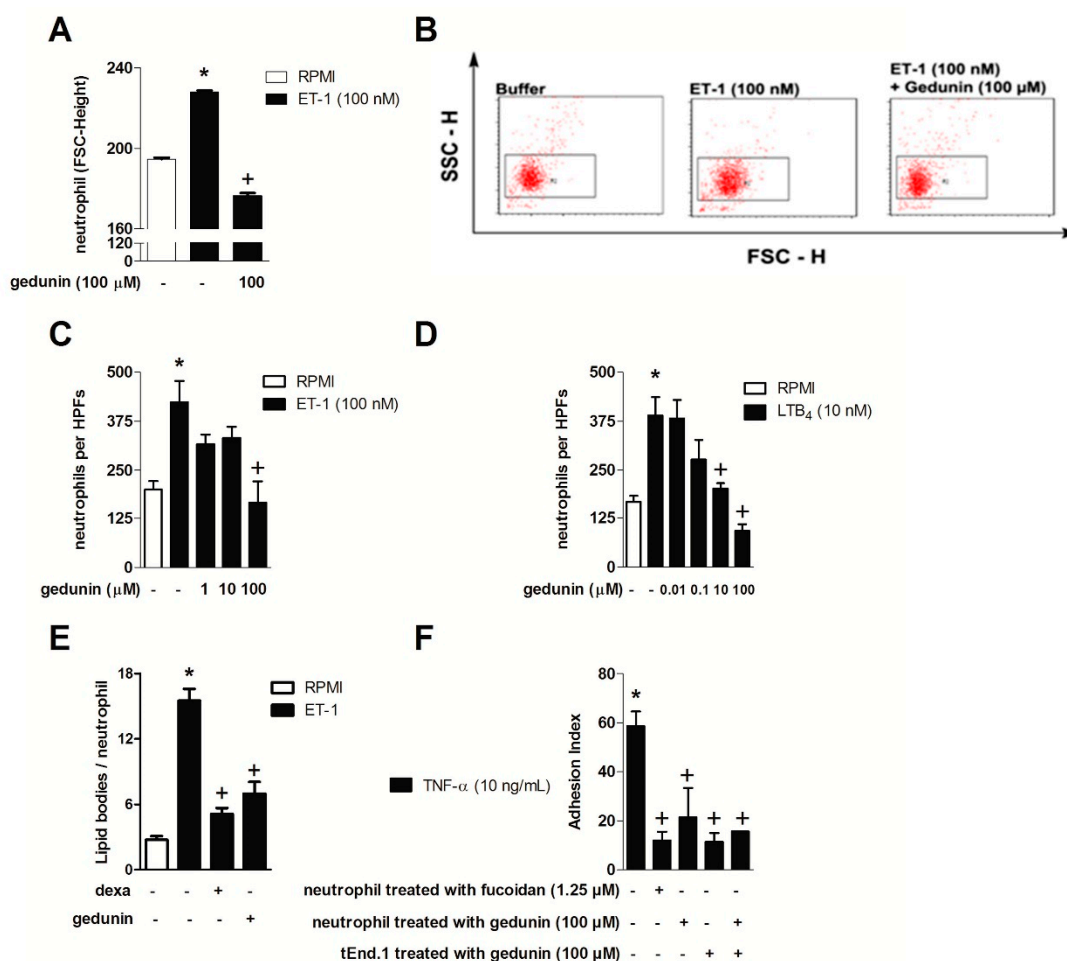 A
neutrophil (FSC-Height)
240
200
160
120
0
*
+
RPMI
ET-1 (100 nM)
gedunin (100 μM) - - 100
B
SSC - H
Buffer
ET-1 (100 nM)
ET-1 (100 nM)
+ Gedunin (100 μM)
FSC - H
C
neutrophils per HPFs
500
375
250
125
0
*
+
RPMI
ET-1 (100 nM)
gedunin (μM) - - 1 10 100
D
neutrophils per HPFs
500
375
250
125
0
*
+
+
RPMI
LTB4 (10 nM)
gedunin (μM) - - 0.01 0.1 10 100
E
Lipid bodies / neutrophil
18
12
6
0
*
+
+
RPMI
ET-1
dexa - - + -
gedunin - - - +
F
TNF-α (10 ng/mL)
Adhesion Index
80
60
40
20
0
*
+
+
+
+
neutrophil treated with fucoidan (1.25 μM) - + - - -
neutrophil treated with gedunin (100 μM) - - + - +
tEnd.1 treated with gedunin (100 μM) - - - + +